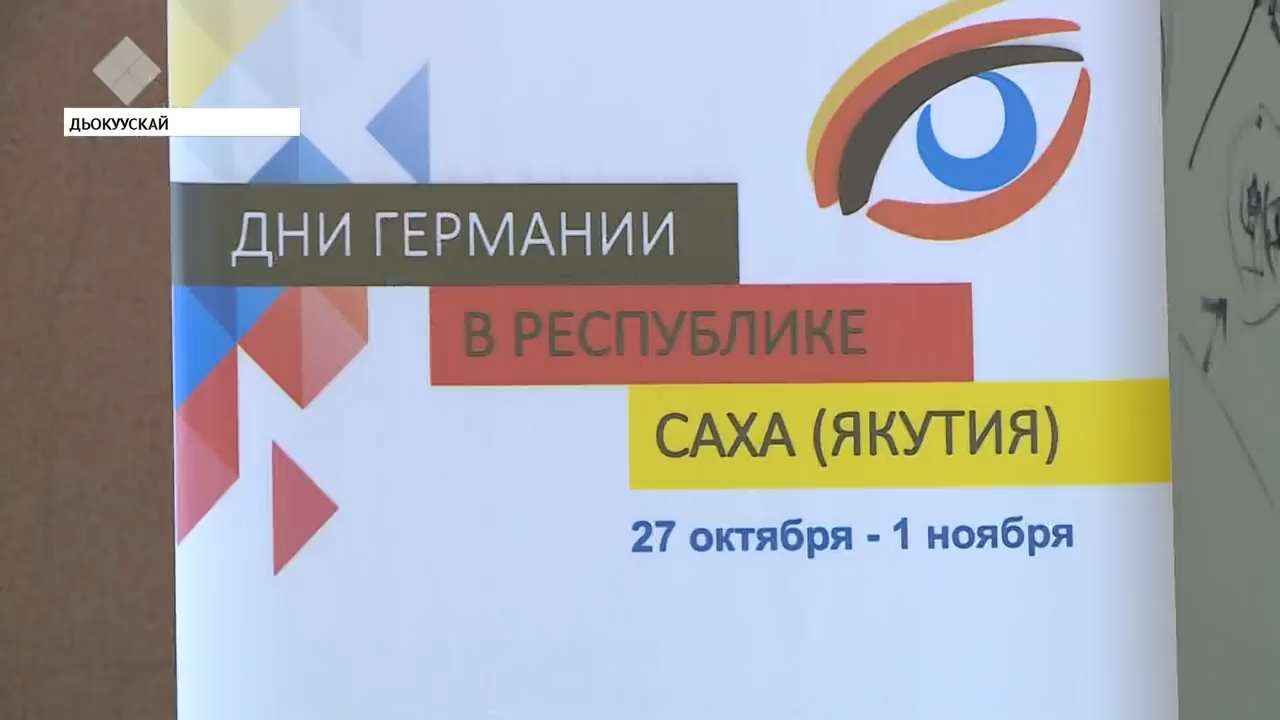 ДЬОКУУСКАЙ
ДНИ ГЕРМАНИИ
В РЕСПУБЛИКЕ
САХА (ЯКУТИЯ)
27 октября - 1 ноября